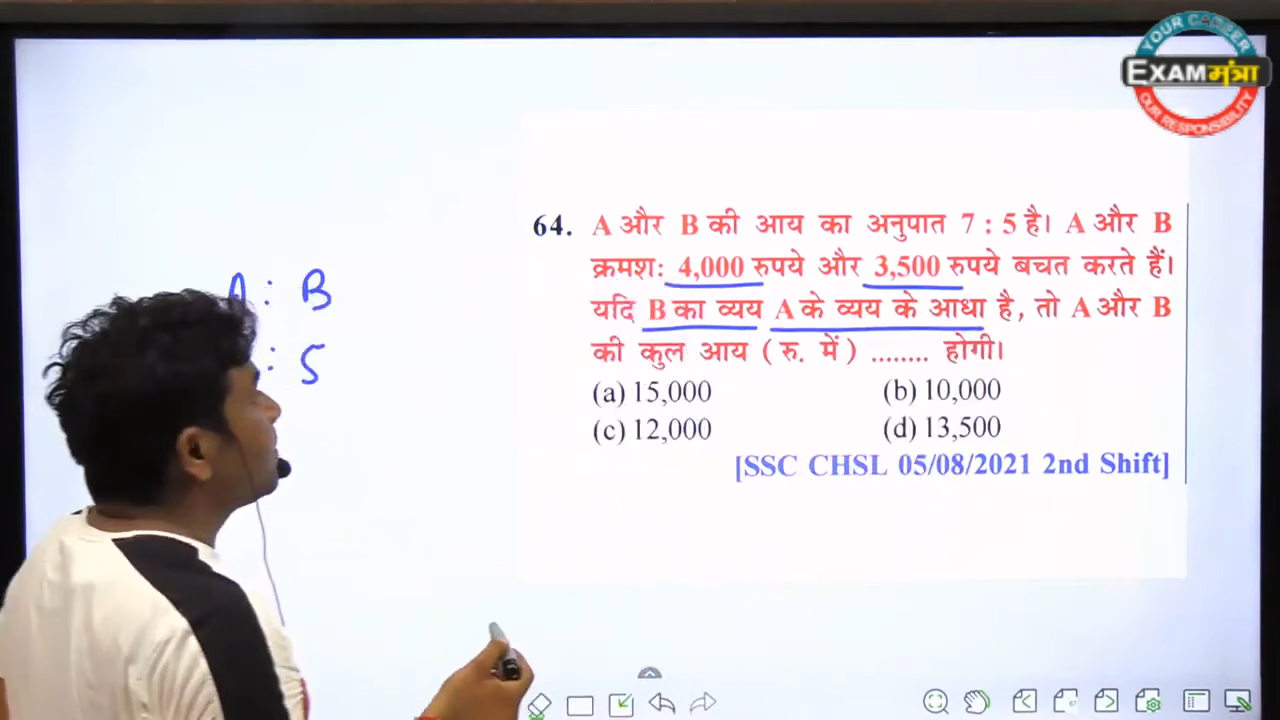 YOUR CAREER
EXAMमंत्रा
OUR RESPONSIBILITY
A : B
: 5
64. A और B की आय का अनुपात 7 : 5 है। A और B
क्रमश: 4,000 रुपये और 3,500 रुपये बचत करते हैं।
यदि B का व्यय A के व्यय के आधा है, तो A और B
की कुल आय ( रु. में ) ........ होगी।
(a) 15,000 (b) 10,000
(c) 12,000 (d) 13,500
[SSC CHSL 05/08/2021 2nd Shift]